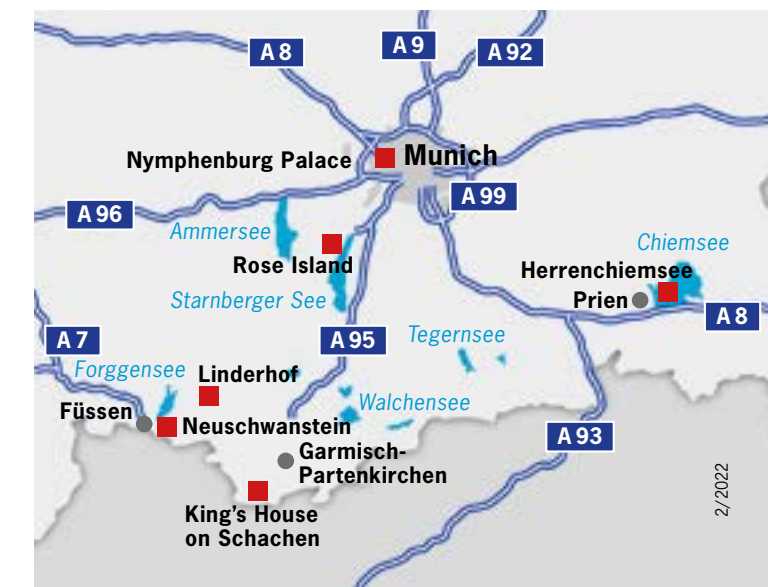 A 8
A 9
A 92
Nymphenburg Palace
Munich
A 99
A 96
Ammersee
Chiemsee
Rose Island
Herrenchiemsee
Starnberger See
Prien
A 8
A 7
A 95
Tegernsee
Forggensee
Linderhof
Walchensee
Füssen
Neuschwanstein
A 93
Garmisch-
Partenkirchen
King's House
on Schachen
2/2022